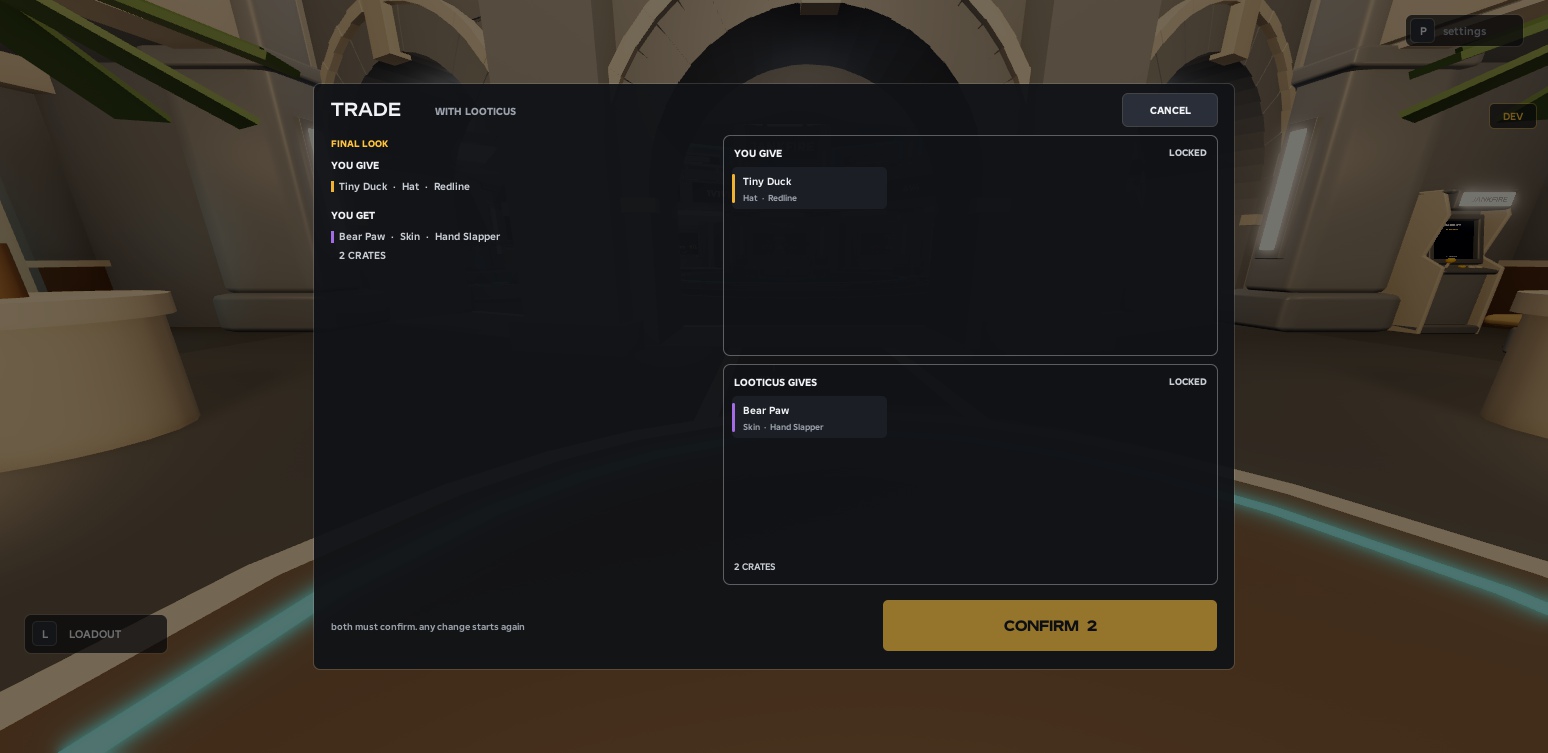 P settings
TRADE WITH LOOTICUS
CANCEL
DEV
FINAL LOOK
YOU GIVE
Tiny Duck · Hat · Redline
YOU GET
Bear Paw · Skin · Hand Slapper
2 CRATES
YOU GIVE LOCKED
Tiny Duck
Hat · Redline
LOOTICUS GIVES LOCKED
Bear Paw
Skin · Hand Slapper
2 CRATES
both must confirm. any change starts again
CONFIRM 2
L LOADOUT